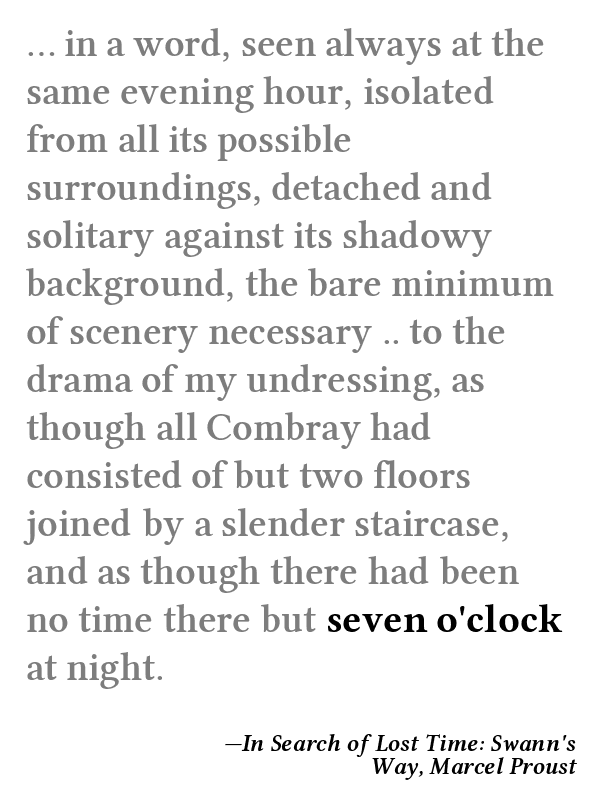 ... in a word, seen always at the
same evening hour, isolated
from all its possible
surroundings, detached and
solitary against its shadowy
background, the bare minimum
of scenery necessary .. to the
drama of my undressing, as
though all Combray had
consisted of but two floors
joined by a slender staircase,
and as though there had been
no time there but seven o'clock
at night.
—In Search of Lost Time: Swann's
Way, Marcel Proust